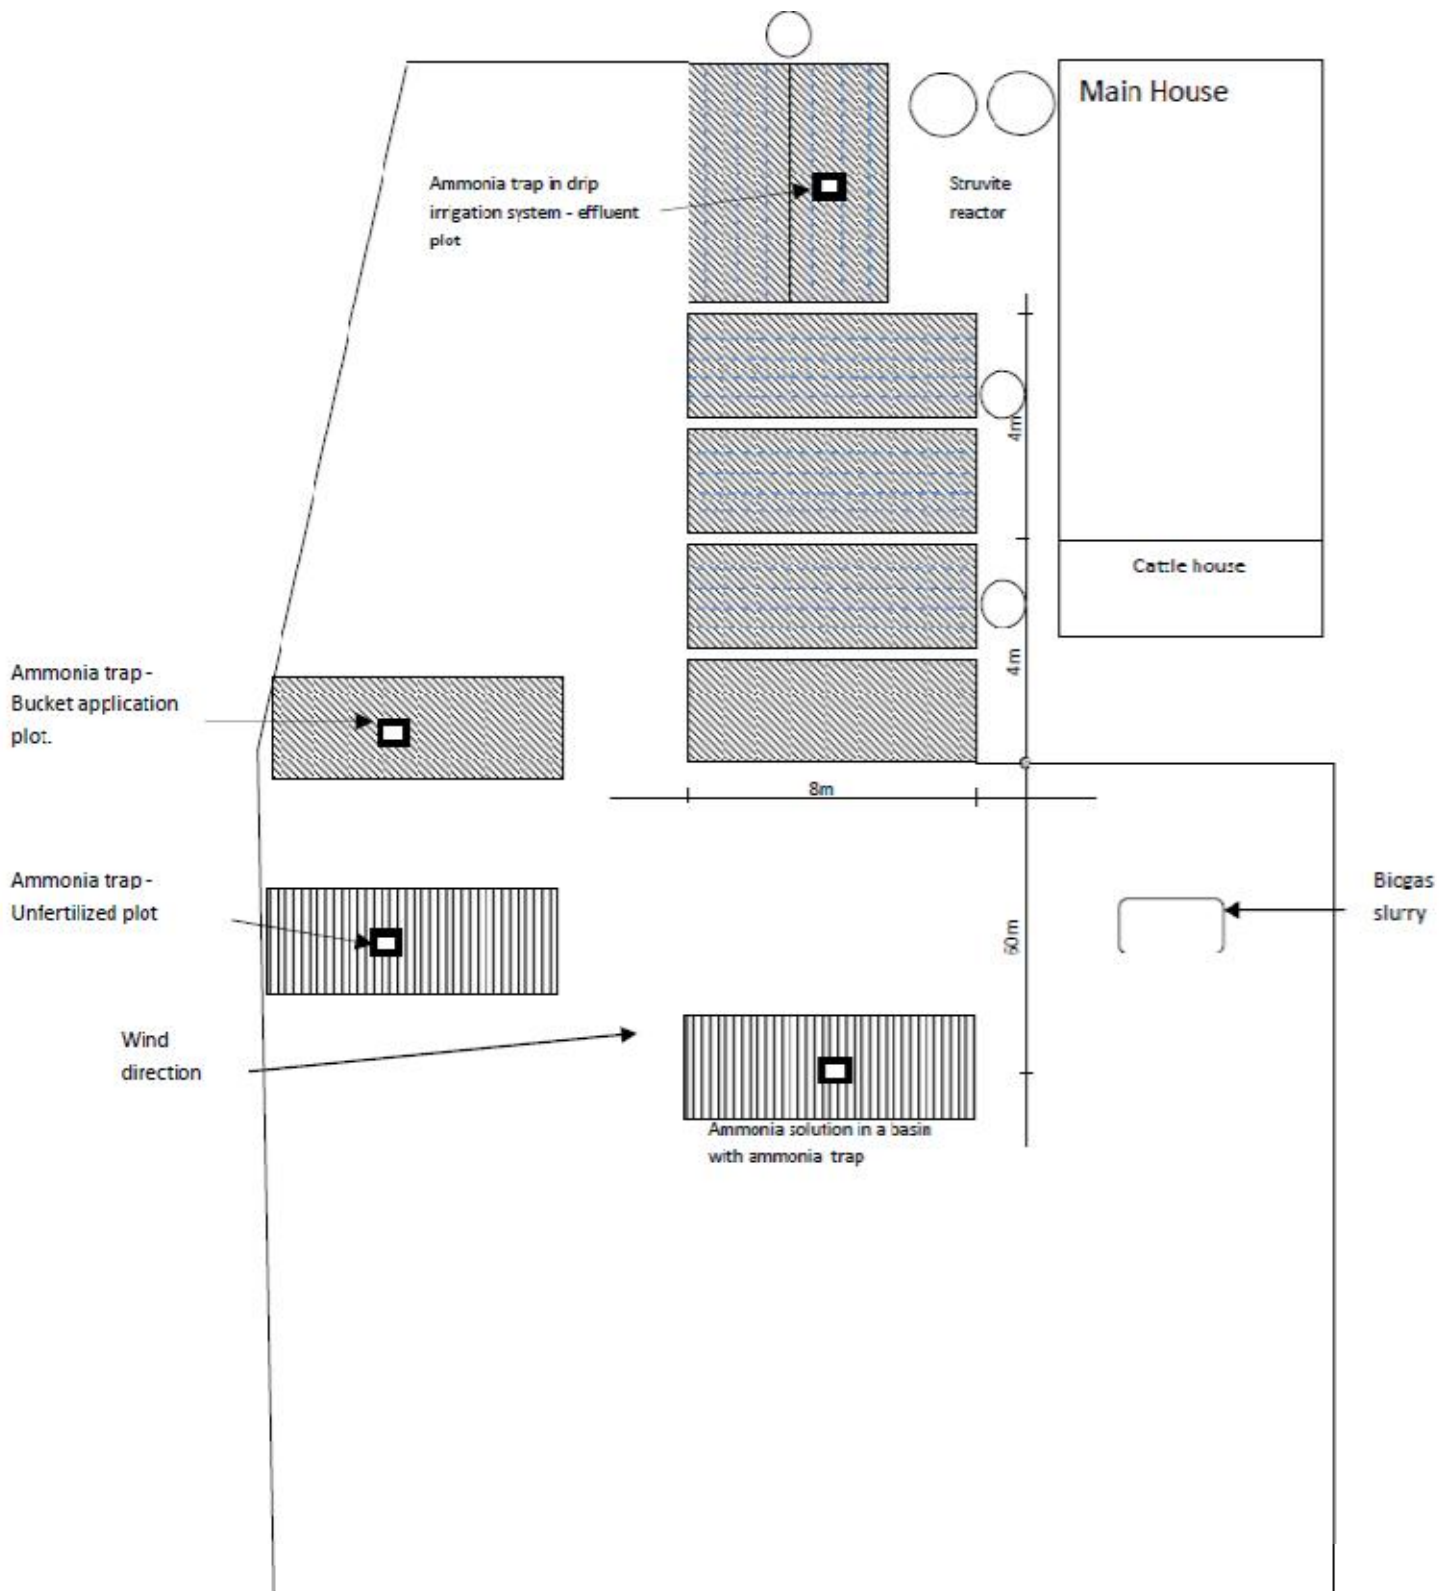 Main House
Ammonia trap in drip
irrigation system - effluent
plot
Struvite
reactor
4m
Cattle house
4m
Ammonia trap -
Bucket application
plot.
8m
Ammonia trap -
Unfertilized plot
60m
Biogas
slurry
Wind
direction
Ammonia solution in a basin
with ammonia trap